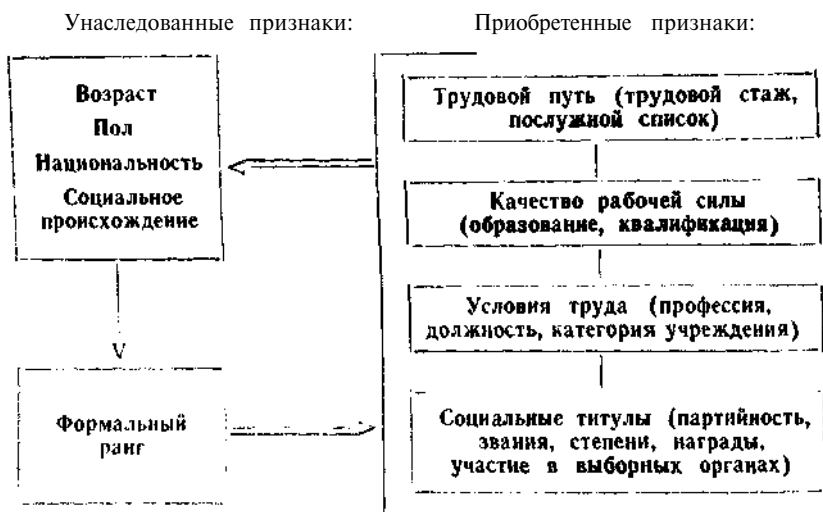 Унаследованные признаки:
Приобретенные признаки:
Возраст
Пол
Национальность
Социальное
происхождение
V
Формальный
ранг
Трудовой путь (трудовой стаж,
послужной список)
Качество рабочей силы
(образование, квалификация)
Условия труда (профессия,
должность, категория учреждения)
Социальные титулы (партийность,
звания, степени, награды,
участие в выборных органах)